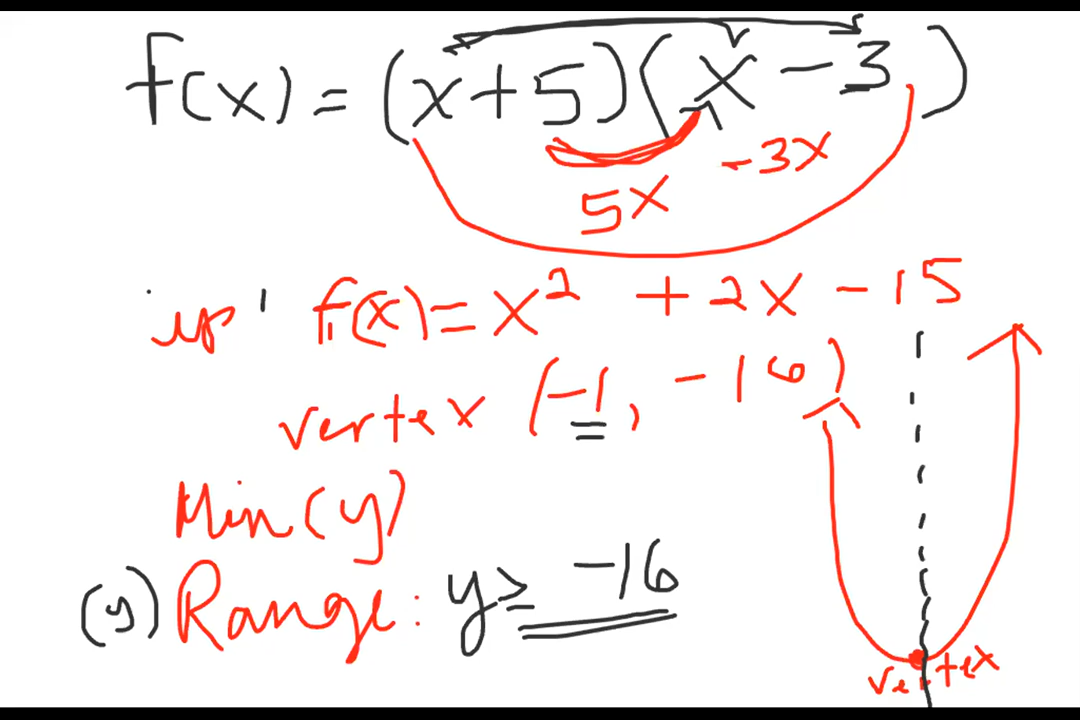 f(x) = (x+5)(x-3)
-3x
5x
up' f(x) = x² + 2x - 15
vertex (-1, -16)
Min(y)
(y) Range: y ≥ -16
vertex